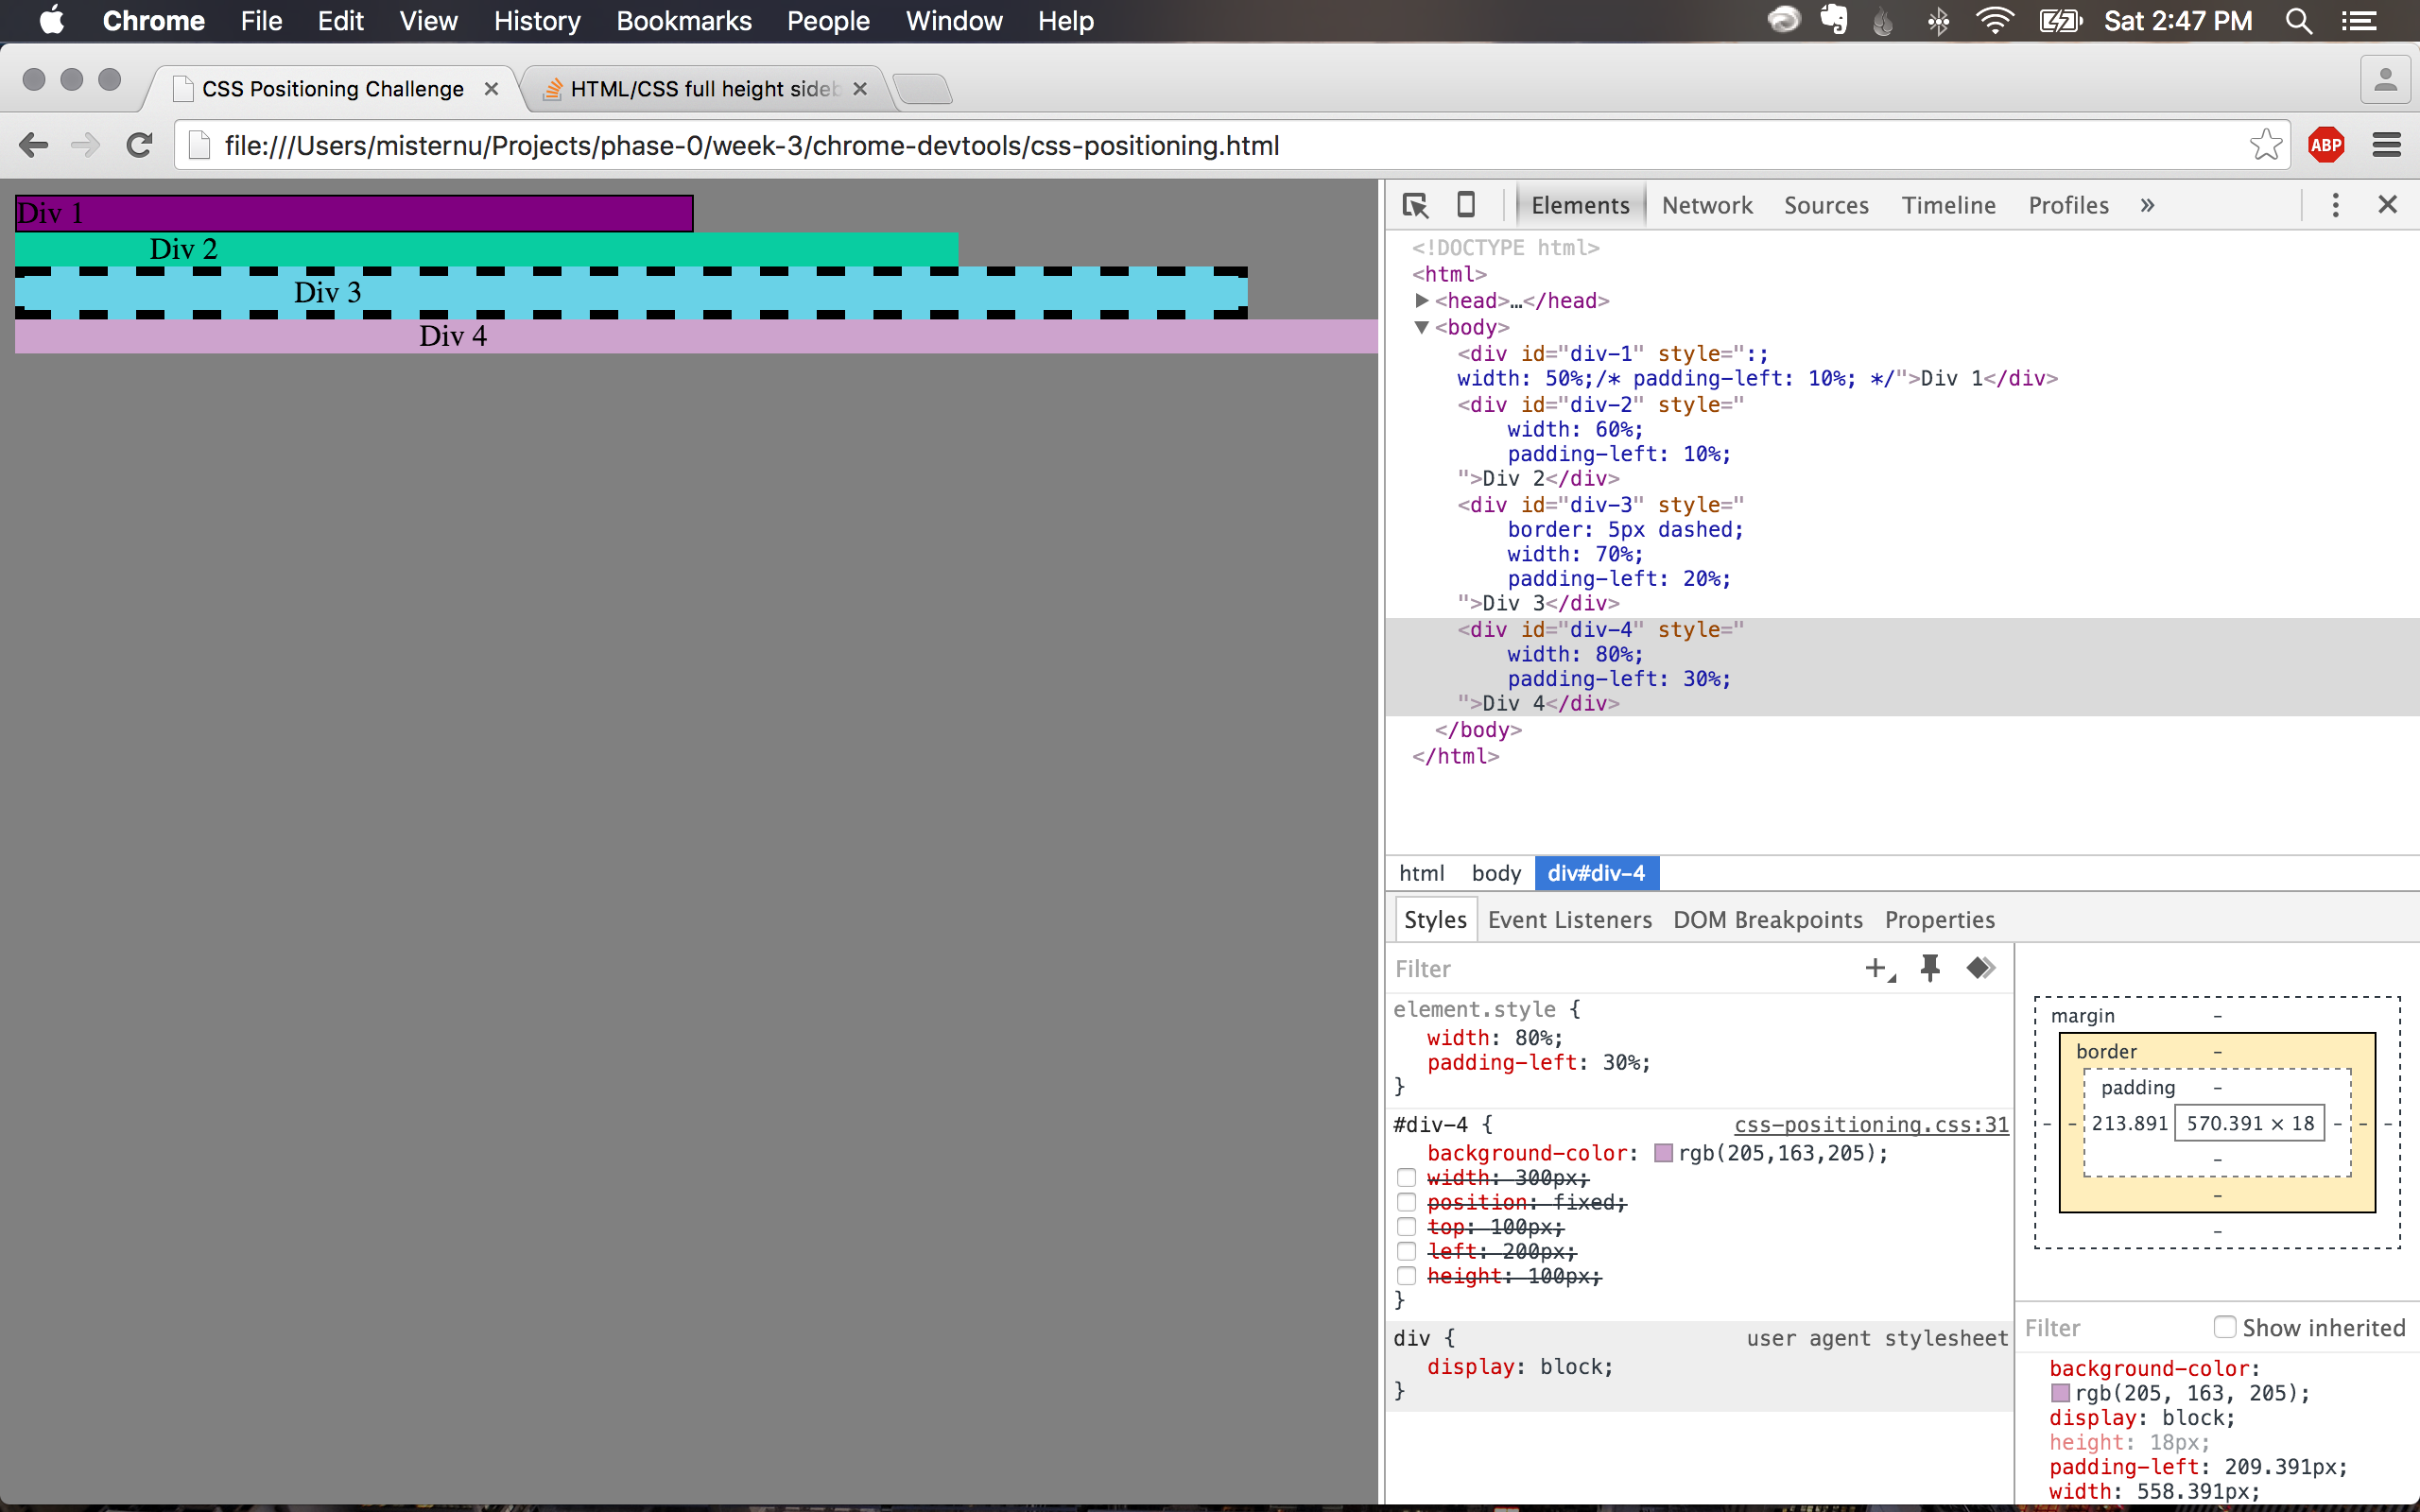 Chrome File Edit View History Bookmarks People Window Help Sat 2:47 PM
CSS Positioning Challenge HTML/CSS full height sideb
file:///Users/misternu/Projects/phase-0/week-3/chrome-devtools/css-positioning.html ABP
Div 1
Div 2
Div 3
Div 4
Elements Network Sources Timeline Profiles »
<!DOCTYPE html>
<html>
<head>…</head>
<body>
<div id="div-1" style=":;
width: 50%;/* padding-left: 10%; */">Div 1</div>
<div id="div-2" style="
width: 60%;
padding-left: 10%;
">Div 2</div>
<div id="div-3" style="
border: 5px dashed;
width: 70%;
padding-left: 20%;
">Div 3</div>
<div id="div-4" style="
width: 80%;
padding-left: 30%;
">Div 4</div>
</body>
</html>
html body div#div-4
Styles Event Listeners DOM Breakpoints Properties
Filter
element.style {
width: 80%;
padding-left: 30%;
}
#div-4 { css-positioning.css:31
background-color: rgb(205,163,205);
width: 300px;
position: fixed;
top: 100px;
left: 200px;
height: 100px;
}
div { user agent stylesheet
display: block;
}
margin -
border -
padding -
- - 213.891 570.391 × 18 - - -
-
-
-
Filter Show inherited
background-color:
rgb(205, 163, 205);
display: block;
height: 18px;
padding-left: 209.391px;
width: 558.391px;